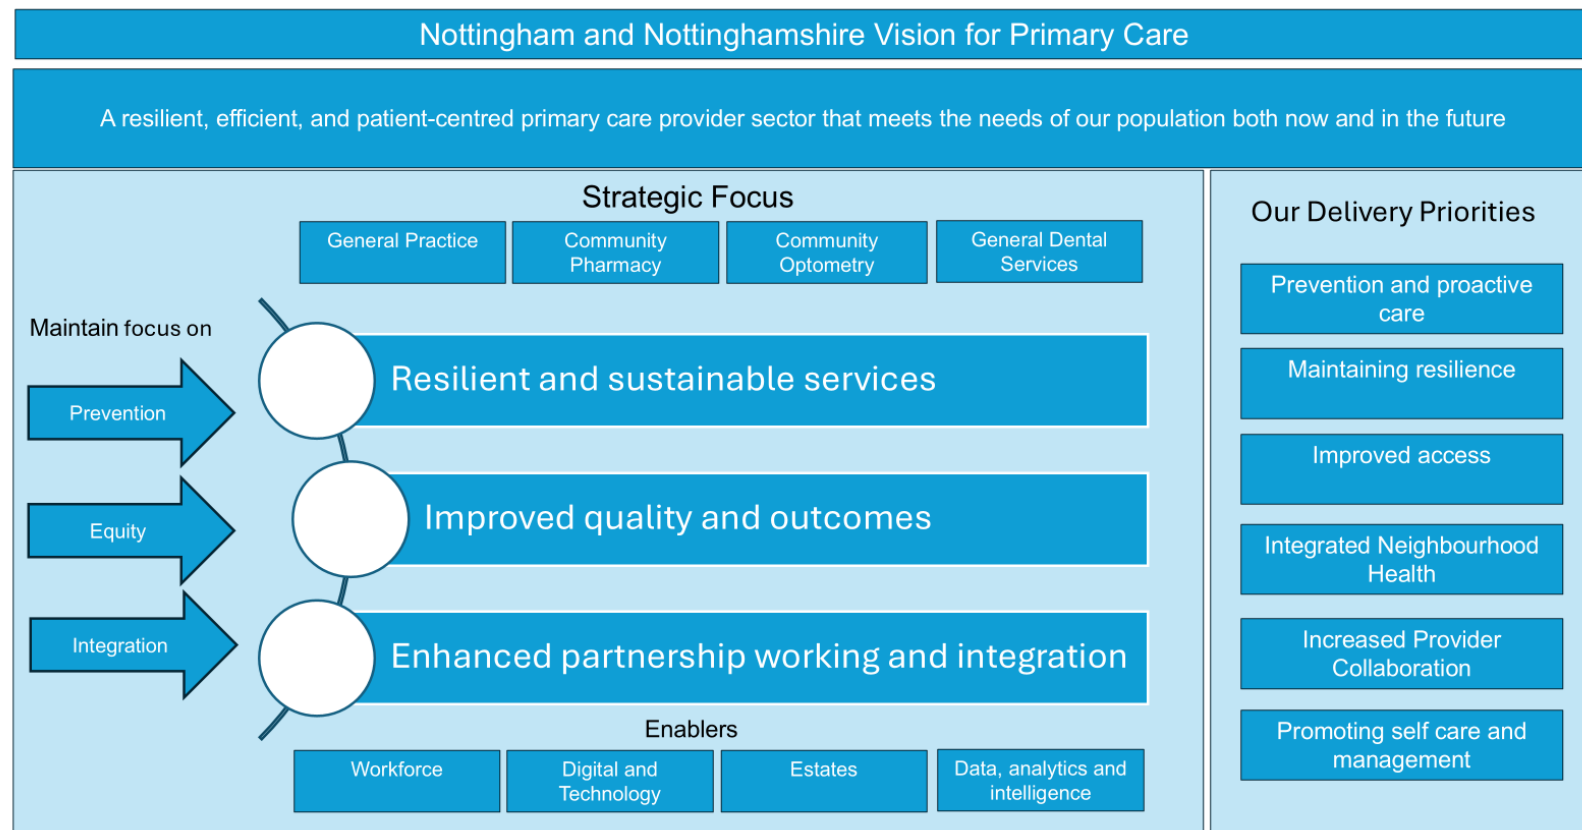 Nottingham and Nottinghamshire Vision for Primary Care
A resilient, efficient, and patient-centred primary care provider sector that meets the needs of our population both now and in the future
Strategic Focus
General Practice
Community
Pharmacy
Community
Optometry
General Dental
Services
Maintain focus on
Prevention
Equity
Integration
Resilient and sustainable services
Improved quality and outcomes
Enhanced partnership working and integration
Enablers
Workforce
Digital and
Technology
Estates
Data, analytics and
intelligence
Our Delivery Priorities
Prevention and proactive
care
Maintaining resilience
Improved access
Integrated Neighbourhood
Health
Increased Provider
Collaboration
Promoting self care and
management